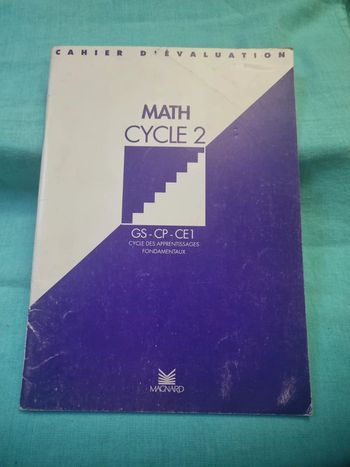 CAHIER D'ÉVALUATION
MATH
CYCLE 2
GS - CP - CE1
CYCLE DES APPRENTISSAGES
FONDAMENTAUX
MAGNARD